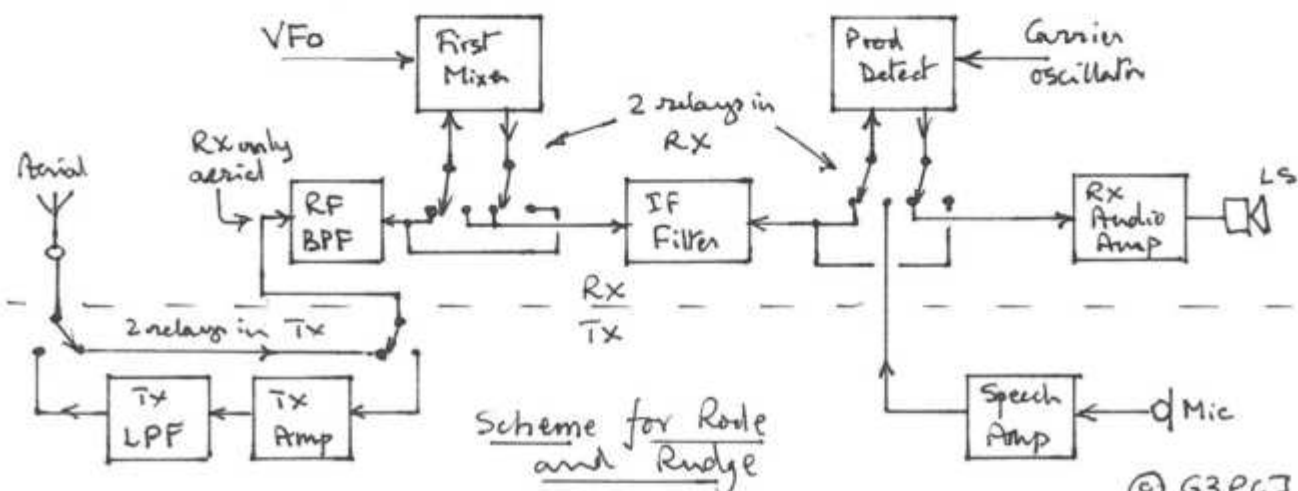 VFO
First
Mixer
Prod
Detect
Carrier
oscillator
2 relays in
RX
Aerial
RX only
aerial
RF
BPF
IF
Filter
Rx
Audio
Amp
LS
Rx
Tx
2 relays in Tx
Tx
LPF
Tx
Amp
Scheme for Rode
and Rudge
Speech
Amp
Mic
© G3PCJ